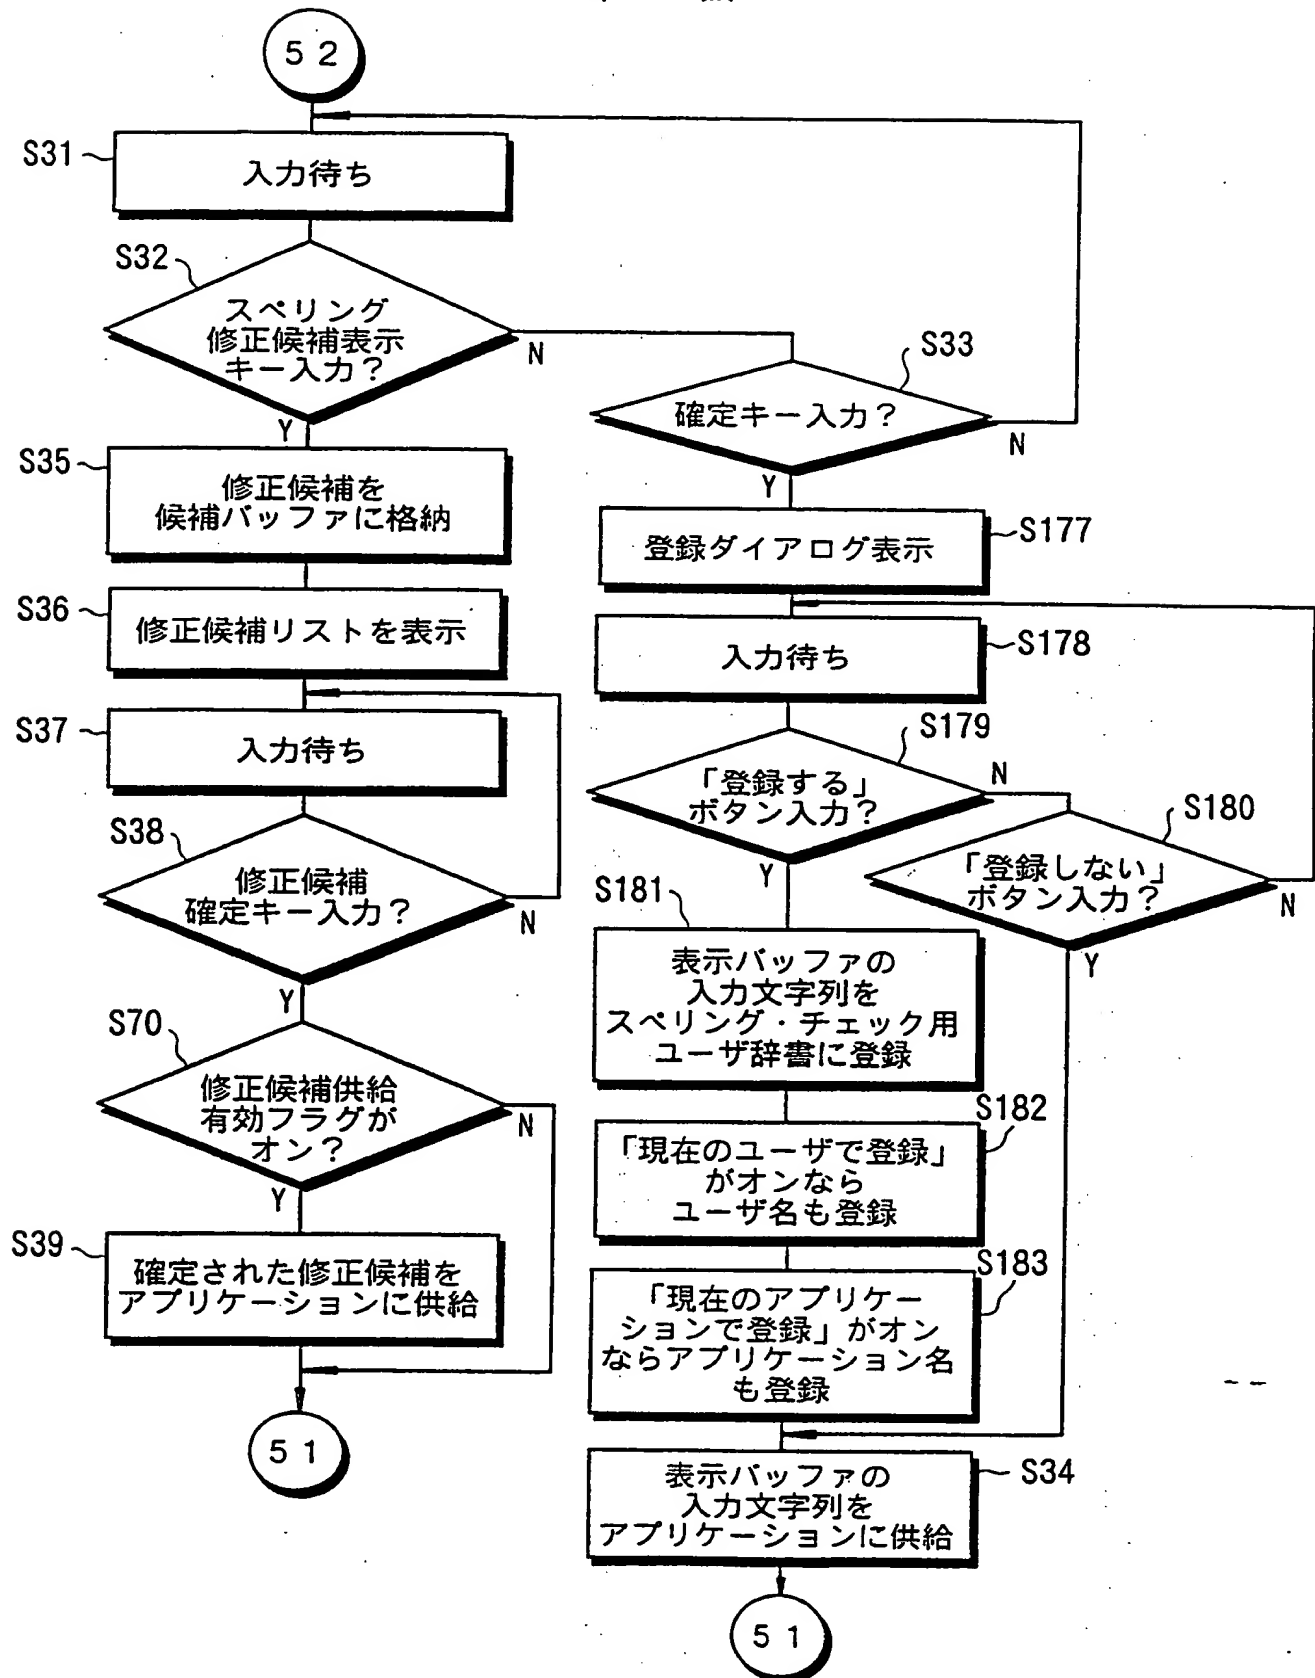 ５２
S31
入力待ち
S32
スペリング
修正候補表示
キー入力？
N
Y
S33
確定キー入力？
N
Y
S35
修正候補を
候補バッファに格納
S36
修正候補リストを表示
S37
入力待ち
S38
修正候補
確定キー入力？
N
Y
S70
修正候補供給
有効フラグが
オン？
N
Y
S39
確定された修正候補を
アプリケーションに供給
５１
S177
登録ダイアログ表示
S178
入力待ち
S179
「登録する」
ボタン入力？
N
Y
S180
「登録しない」
ボタン入力？
N
Y
S181
表示バッファの
入力文字列を
スペリング・チェック用
ユーザ辞書に登録
S182
「現在のユーザで登録」
がオンなら
ユーザ名も登録
S183
「現在のアプリケー
ションで登録」がオン
ならアプリケーション名
も登録
S34
表示バッファの
入力文字列を
アプリケーションに供給
５１